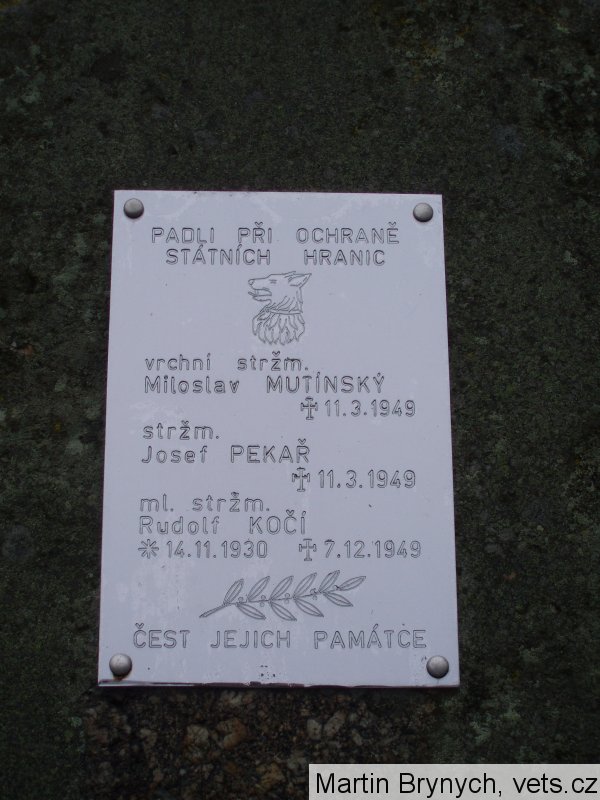 PADLI PŘI OCHRANĚ
STÁTNÍCH HRANIC
vrchní stržm.
Miloslav MUTÍNSKÝ
✝ 11.3.1949
stržm.
Josef PEKAŘ
✝ 11.3.1949
ml. stržm.
Rudolf KOČÍ
* 14.11.1930 ✝ 7.12.1949
ČEST JEJICH PAMÁTCE
Martin Brynych, vets.cz